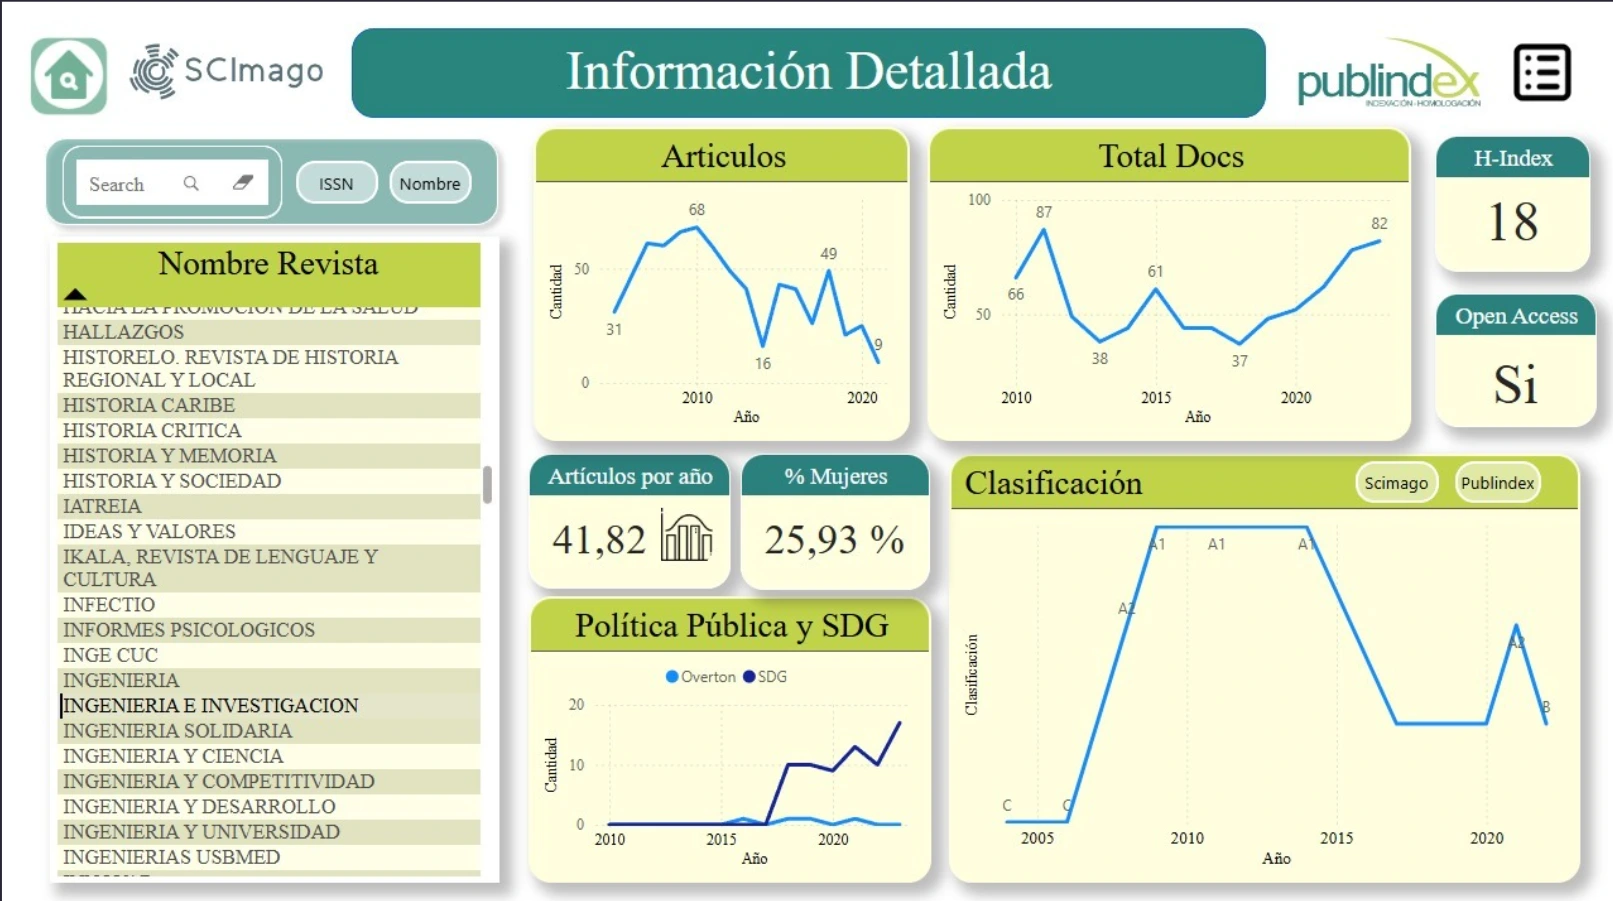 SCImago
Información Detallada
publindex
INDEXACIÓN - HOMOLOGACIÓN
Search
ISSN
Nombre
Nombre Revista
HACIA LA PROMOCION DE LA SALUD
HALLAZGOS
HISTORELO. REVISTA DE HISTORIA
REGIONAL Y LOCAL
HISTORIA CARIBE
HISTORIA CRITICA
HISTORIA Y MEMORIA
HISTORIA Y SOCIEDAD
IATREIA
IDEAS Y VALORES
IKALA, REVISTA DE LENGUAJE Y
CULTURA
INFECTIO
INFORMES PSICOLOGICOS
INGE CUC
INGENIERIA
INGENIERIA E INVESTIGACION
INGENIERIA SOLIDARIA
INGENIERIA Y CIENCIA
INGENIERIA Y COMPETITIVIDAD
INGENIERIA Y DESARROLLO
INGENIERIA Y UNIVERSIDAD
INGENIERIAS USBMED
Articulos
Cantidad
50
0
31
68
16
49
9
2010
2020
Año
Total Docs
Cantidad
100
50
66
87
38
61
37
82
2010
2015
2020
Año
H-Index
18
Open Access
Si
Artículos por año
41,82
% Mujeres
25,93 %
Política Pública y SDG
Overton
SDG
Cantidad
20
10
0
2010
2015
2020
Año
Clasificación
Scimago
Publindex
Clasificación
C
C
A2
A1
A1
A1
A2
B
2005
2010
2015
2020
Año